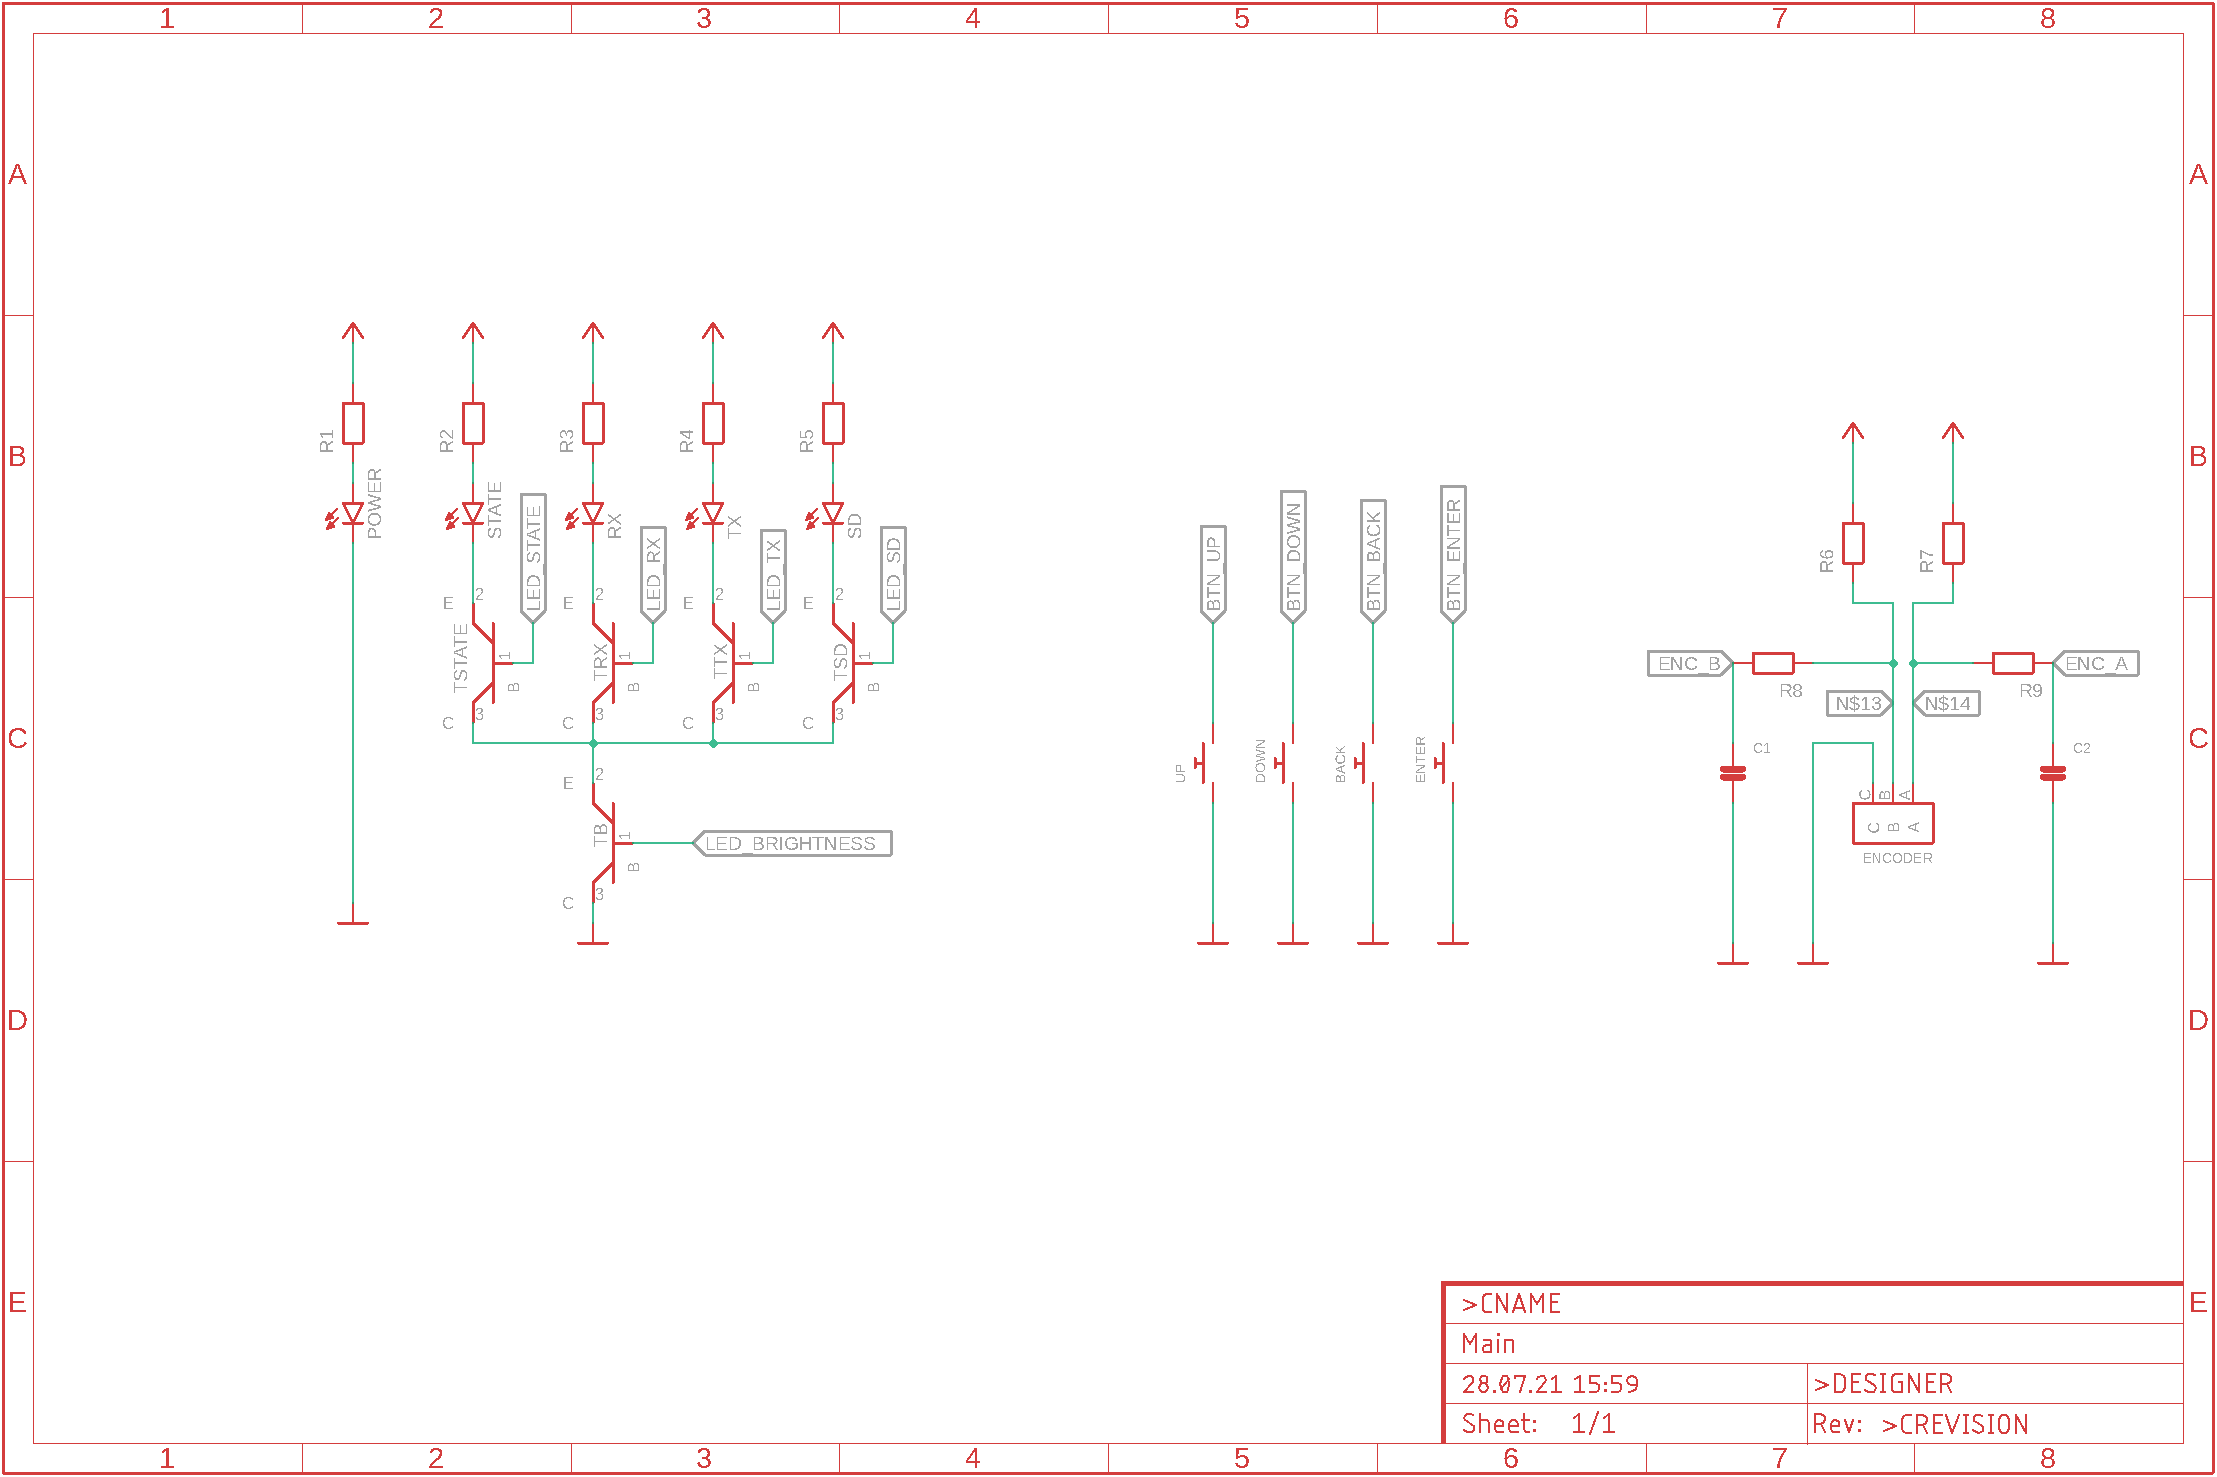 1 2 3 4 5 6 7 8
A A
B B
C C
D D
E E
R1
POWER
R2
STATE
LED_STATE
R3
RX
LED_RX
R4
TX
LED_TX
R5
SD
LED_SD
E 2
TSTATE
1
B
C 3
E 2
TRX
1
B
C 3
E 2
TTX
1
B
C 3
E 2
TSD
1
B
C 3
E 2
TB
1
B
C 3
LED_BRIGHTNESS
BTN_UP
BTN_DOWN
BTN_BACK
BTN_ENTER
UP
DOWN
BACK
ENTER
R6
R7
ENC_B
R8
R9
ENC_A
N$13
N$14
C1
C2
C B A
C B A
ENCODER
>CNAME
Main
28.07.21 15:59
>DESIGNER
Sheet: 1/1
Rev: >CREVISION
1 2 3 4 5 6 7 8